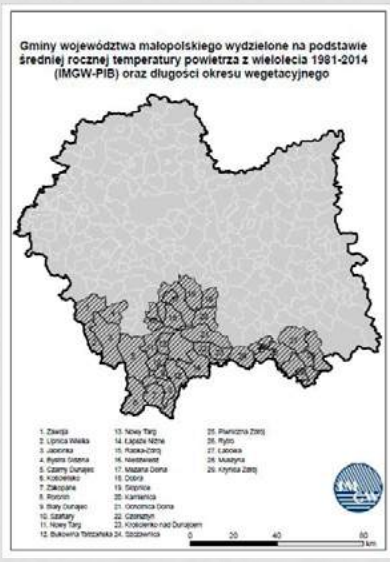 Gminy województwa małopolskiego wydzielone na podstawie
średniej rocznej temperatury powietrza z wielolecia 1981-2014
(IMGW-PIB) oraz długości okresu wegetacyjnego
1. Zawoja
2. Lipnica Wielka
3. Jabłonka
4. Bystra Sidzina
5. Czarny Dunajec
6. Kościelisko
7. Zakopane
8. Poronin
9. Biały Dunajec
10. Szaflary
11. Nowy Targ
12. Bukowina Tatrzańska
13. Nowy Targ
14. Łapsze Niżne
15. Rabka-Zdrój
16. Niedźwiedź
17. Mszana Dolna
18. Dobra
19. Słopnice
20. Kamienica
21. Ochotnica Dolna
22. Czorsztyn
23. Krościenko nad Dunajcem
24. Szczawnica
25. Piwniczna Zdrój
26. Rytro
27. Łabowa
28. Muszyna
29. Krynica Zdrój
0 20 40 60 80
km